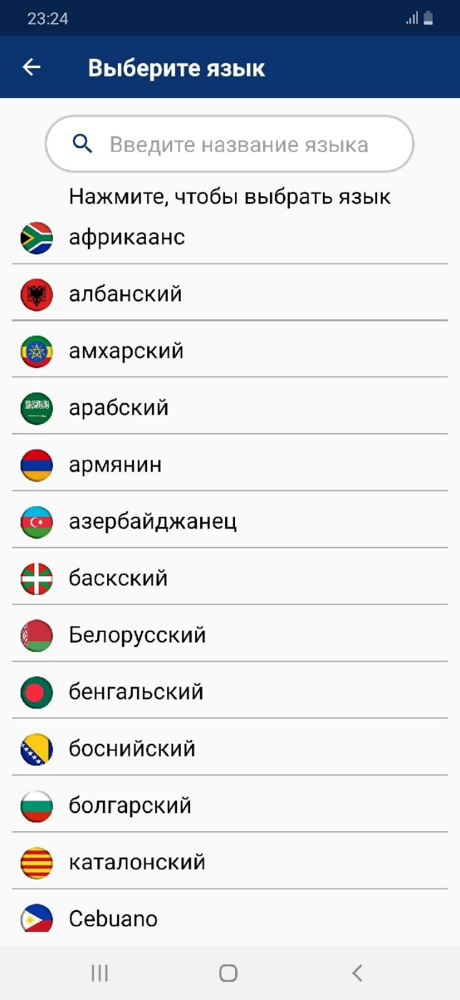 23:24
Выберите язык
Введите название языка
Нажмите, чтобы выбрать язык
африкаанс
албанский
амхарский
арабский
армянин
азербайджанец
баскский
Белорусский
бенгальский
боснийский
болгарский
каталонский
Cebuano